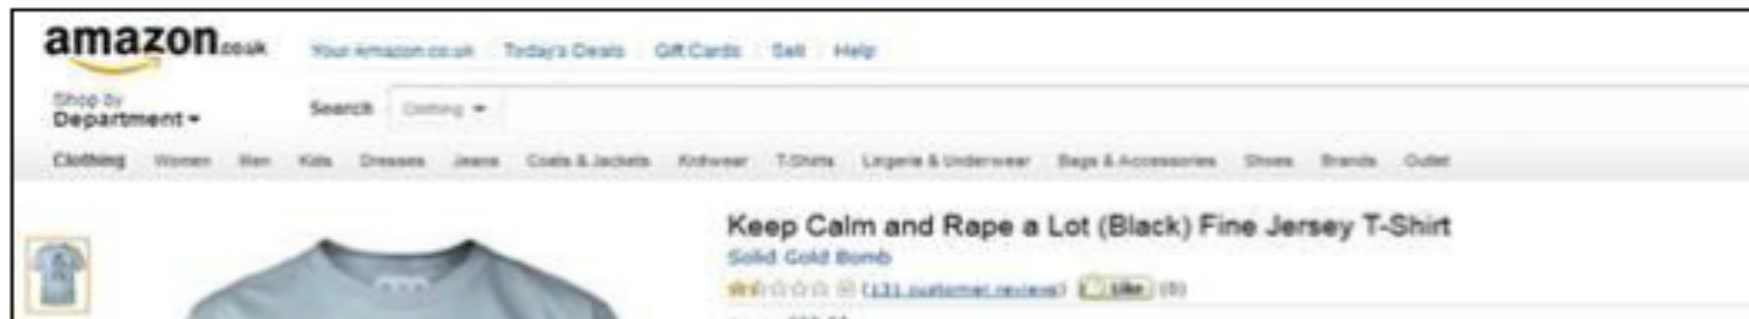 amazon.co.uk
Your Amazon.co.uk Today's Deals Gift Cards Sell Help
Shop by
Department
Search Clothing
Clothing Women Men Kids Dresses Jeans Coats & Jackets Knitwear T-Shirts Lingerie & Underwear Bags & Accessories Shoes Brands Outlet
Keep Calm and Rape a Lot (Black) Fine Jersey T-Shirt
Solid Gold Bomb
(131 customer reviews) Like (0)